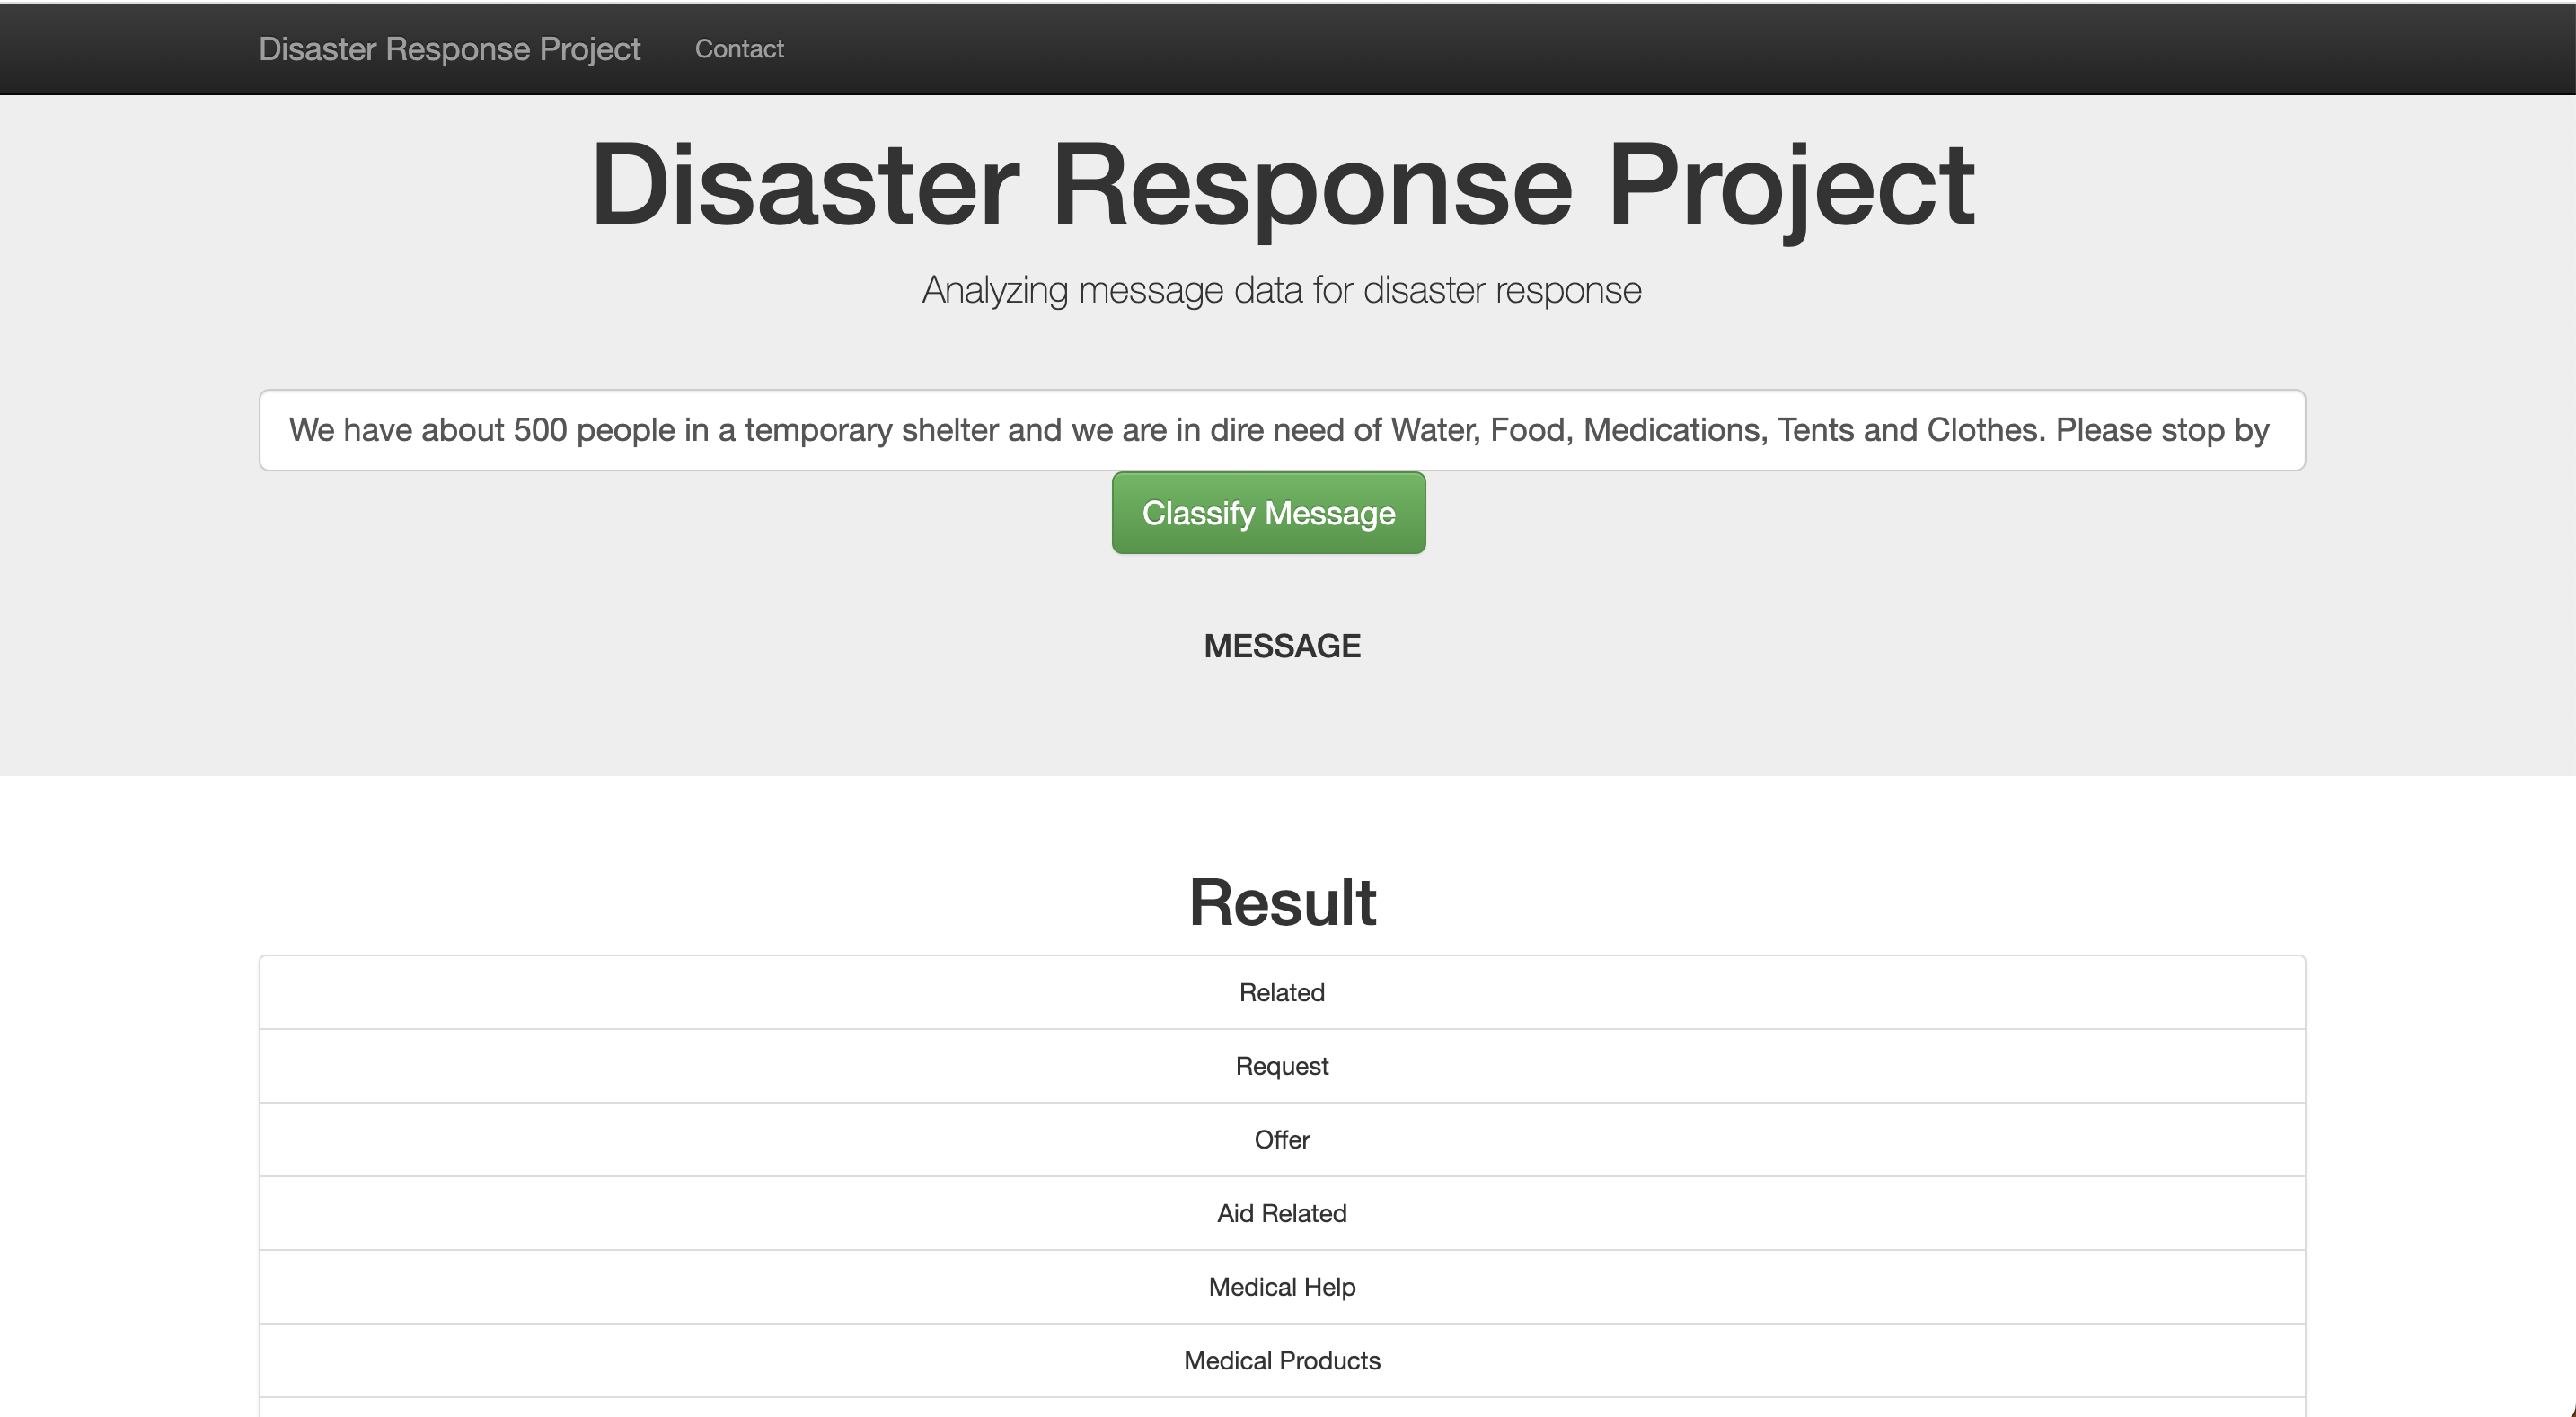 Disaster Response Project Contact
Disaster Response Project
Analyzing message data for disaster response
We have about 500 people in a temporary shelter and we are in dire need of Water, Food, Medications, Tents and Clothes. Please stop by
Classify Message
MESSAGE
Result
Related
Request
Offer
Aid Related
Medical Help
Medical Products